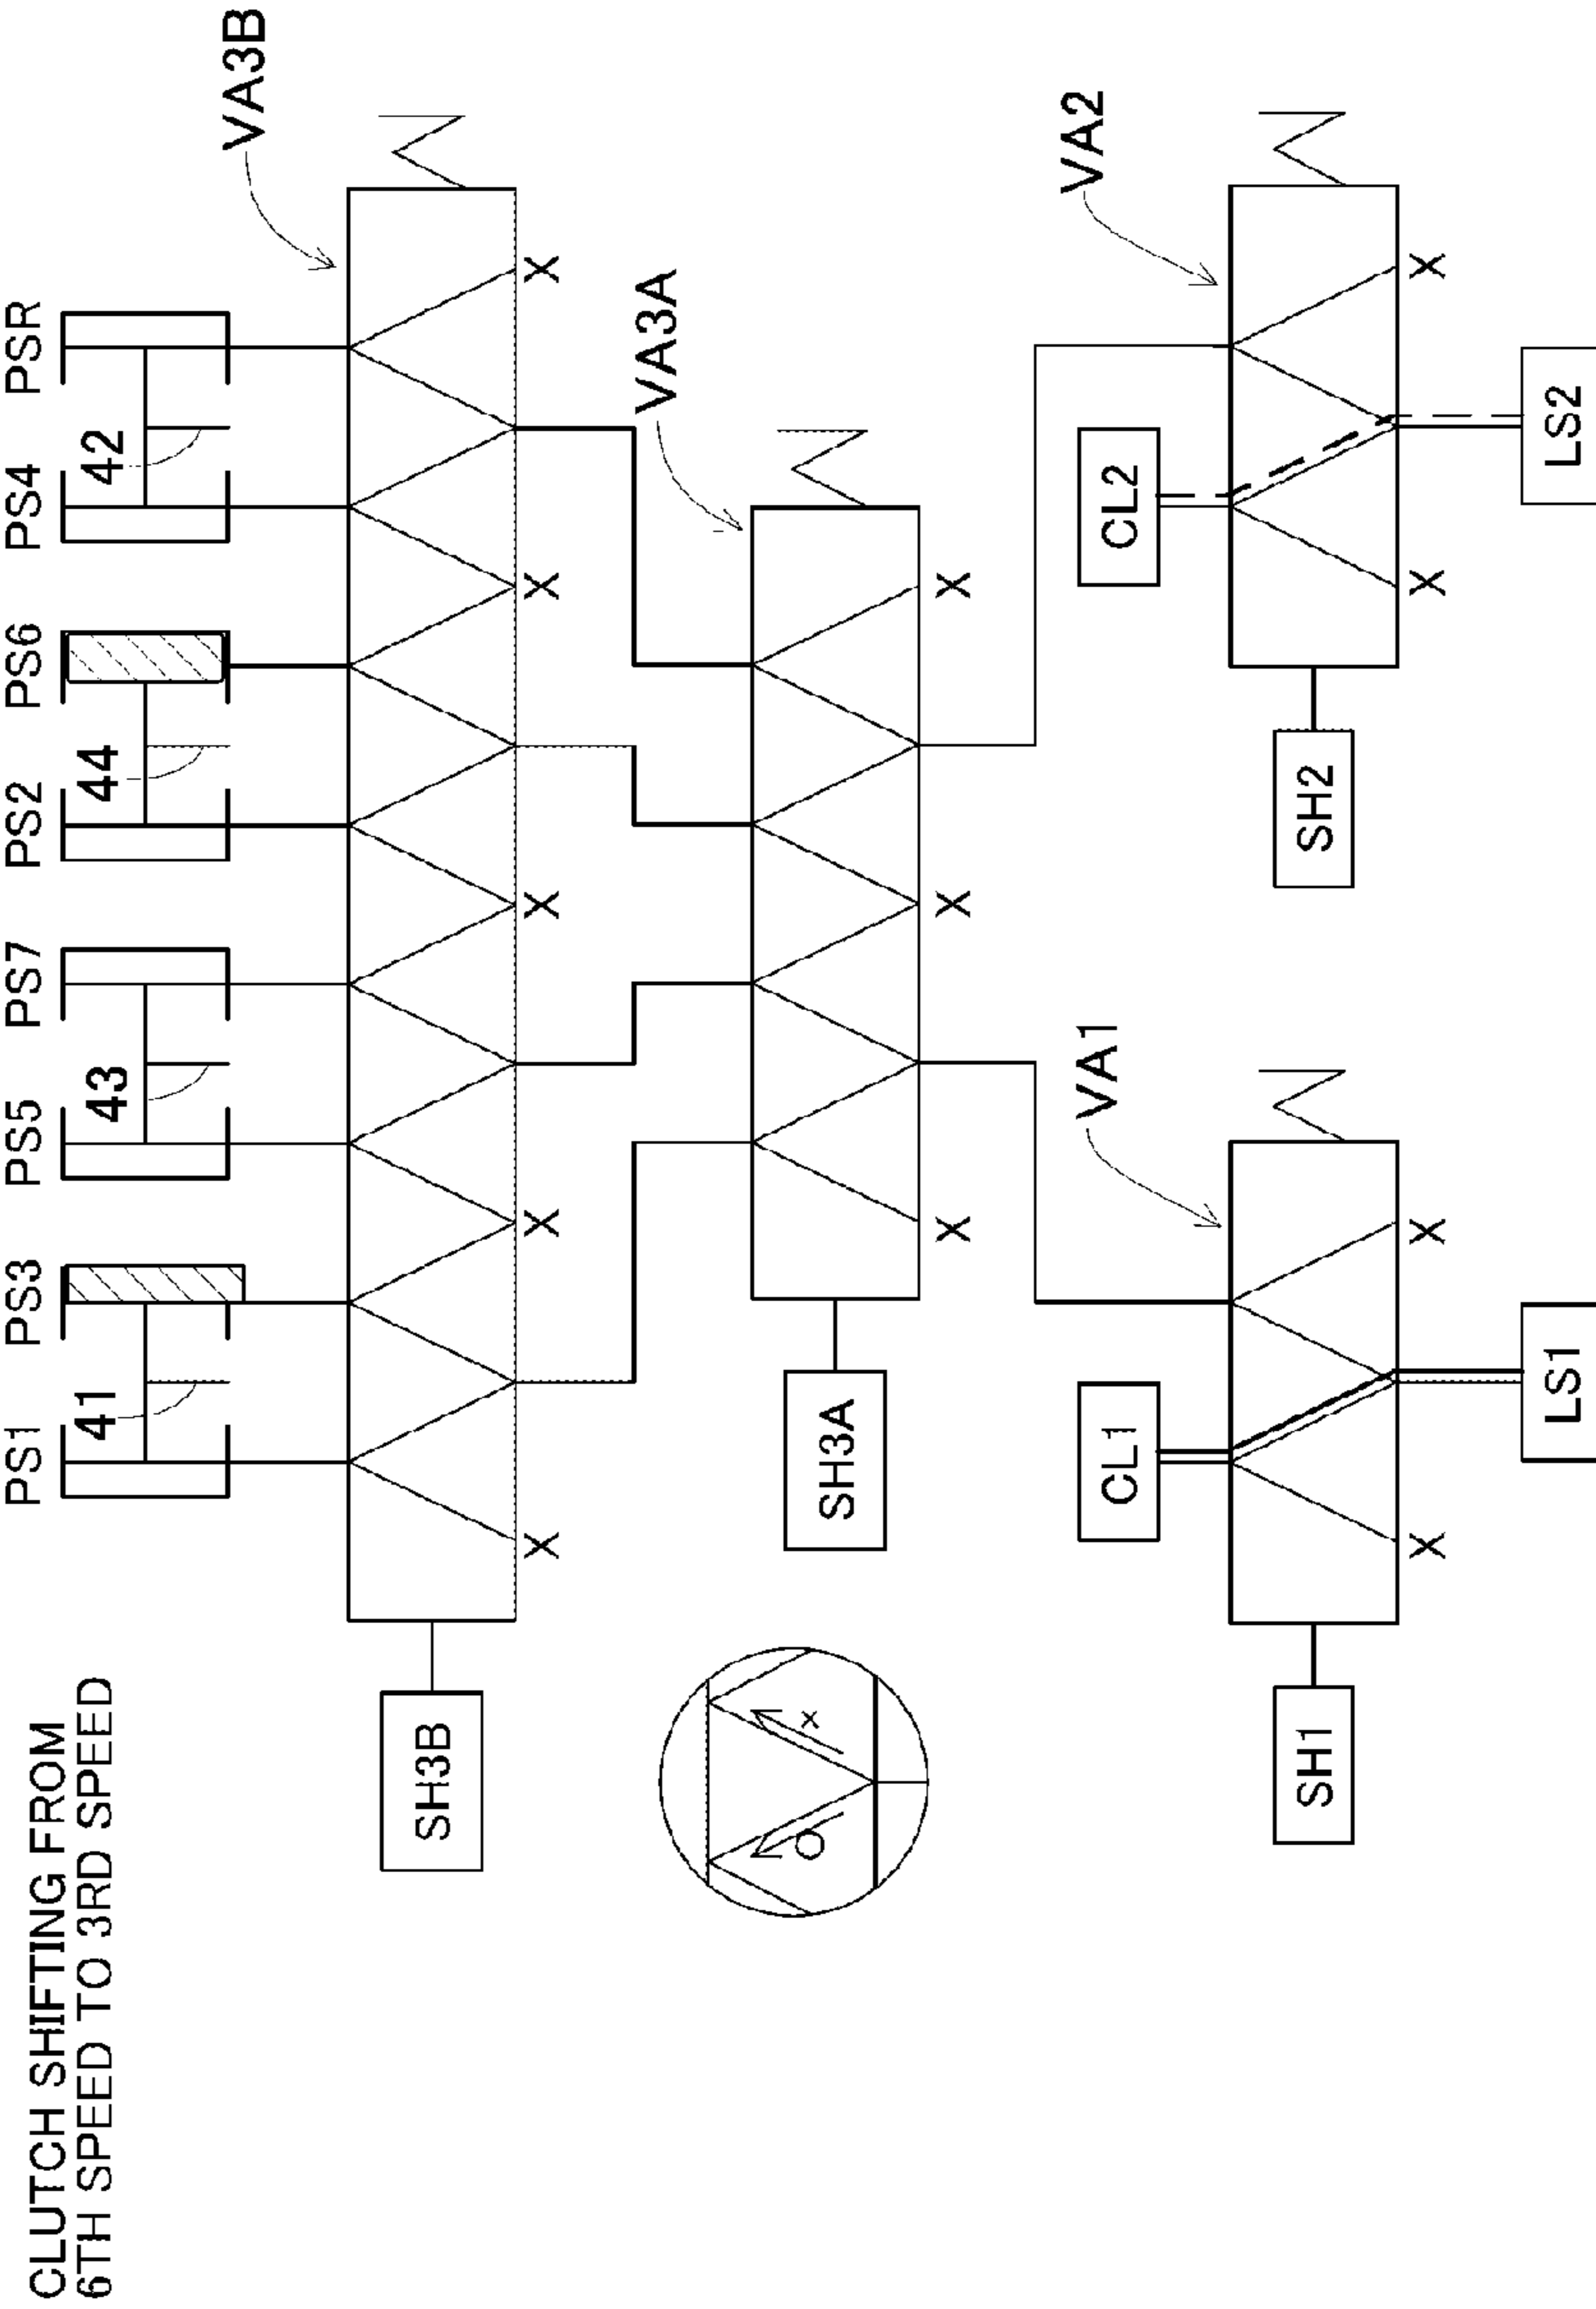 CLUTCH SHIFTING FROM
6TH SPEED TO 3RD SPEED
PS1
PS3
PS5
PS7
PS2
PS6
PS4
PSR
41
43
44
42
VA3B
SH3B
X
X
X
X
X
VA3A
SH3A
X
X
X
O
x
CL1
VA1
CL2
VA2
SH1
X
X
SH2
X
X
LS1
LS2